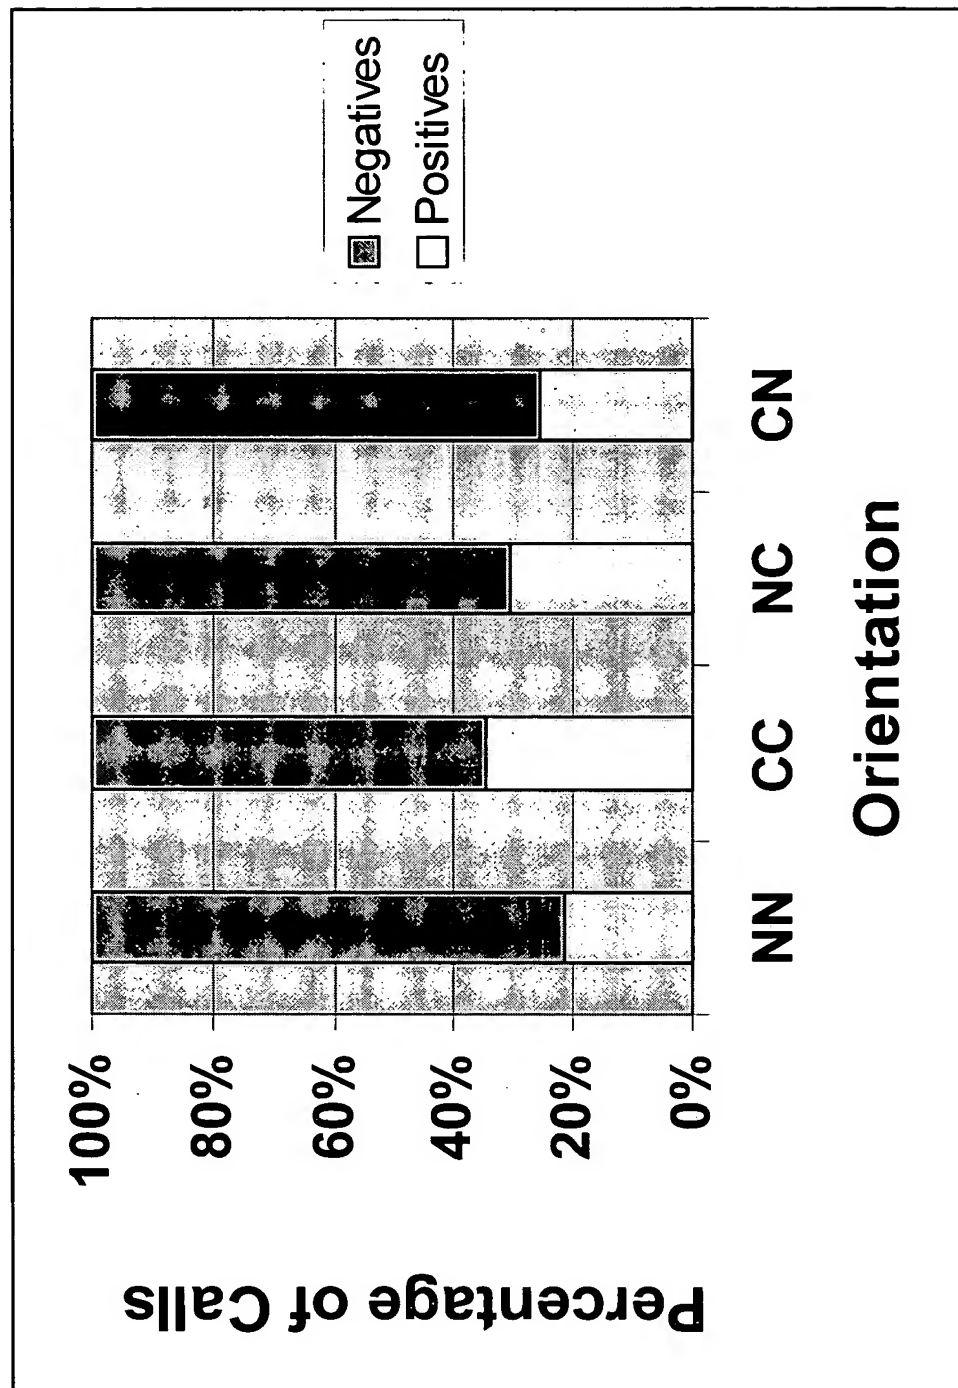 Negatives
Positives
100%
80%
60%
40%
20%
0%
Percentage of Calls
NN
CC
NC
CN
Orientation